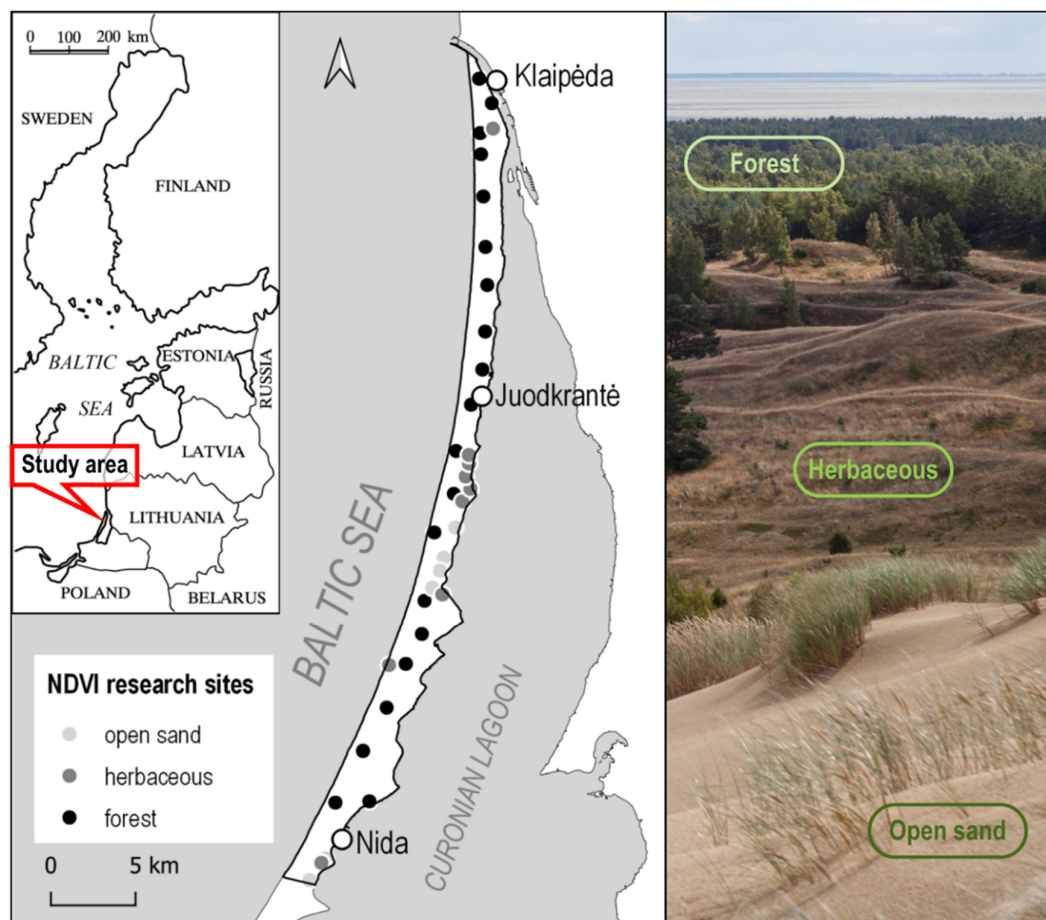 0 100 200 km
SWEDEN
FINLAND
BALTIC
SEA
ESTONIA
RUSSIA
LATVIA
Study area
LITHUANIA
POLAND
BELARUS
NDVI research sites
open sand
herbaceous
forest
0 5 km
Klaipėda
Juodkrantė
BALTIC SEA
CURONIAN LAGOON
Nida
Forest
Herbaceous
Open sand